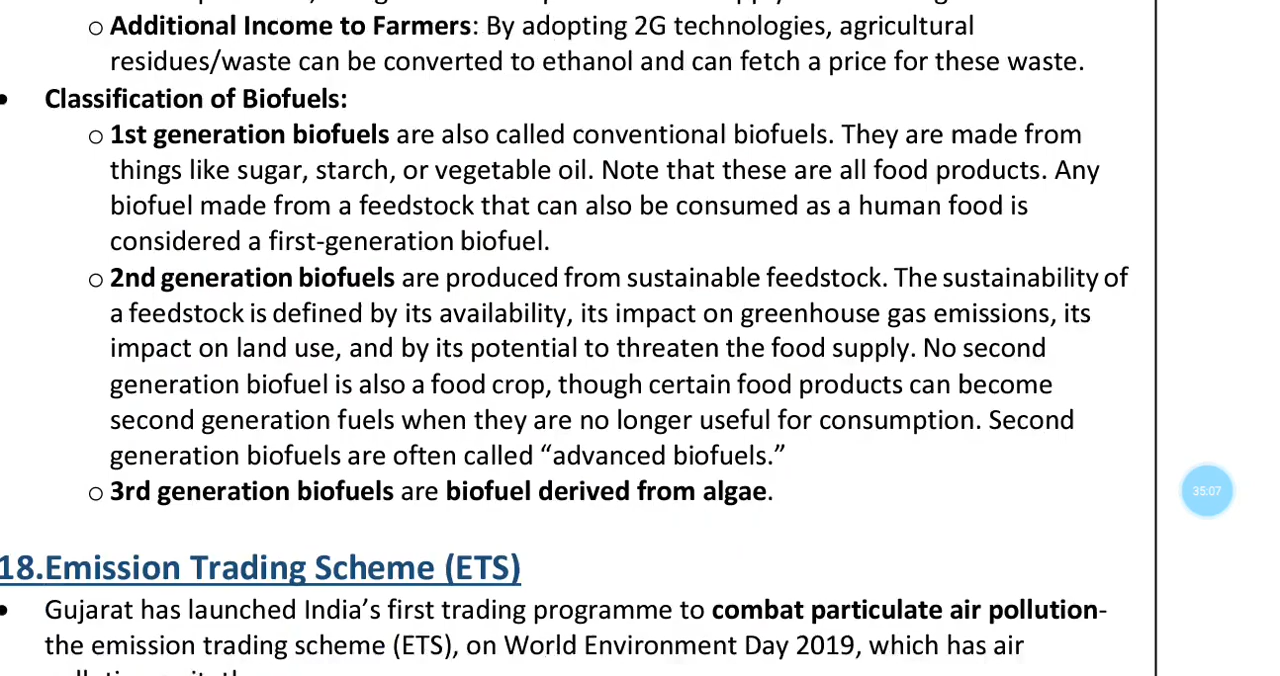 ○ Additional Income to Farmers: By adopting 2G technologies, agricultural
residues/waste can be converted to ethanol and can fetch a price for these waste.
• Classification of Biofuels:
○ 1st generation biofuels are also called conventional biofuels. They are made from
things like sugar, starch, or vegetable oil. Note that these are all food products. Any
biofuel made from a feedstock that can also be consumed as a human food is
considered a first-generation biofuel.
○ 2nd generation biofuels are produced from sustainable feedstock. The sustainability of
a feedstock is defined by its availability, its impact on greenhouse gas emissions, its
impact on land use, and by its potential to threaten the food supply. No second
generation biofuel is also a food crop, though certain food products can become
second generation fuels when they are no longer useful for consumption. Second
generation biofuels are often called “advanced biofuels.”
○ 3rd generation biofuels are biofuel derived from algae.
35:07
18.Emission Trading Scheme (ETS)
• Gujarat has launched India’s first trading programme to combat particulate air pollution-
the emission trading scheme (ETS), on World Environment Day 2019, which has air